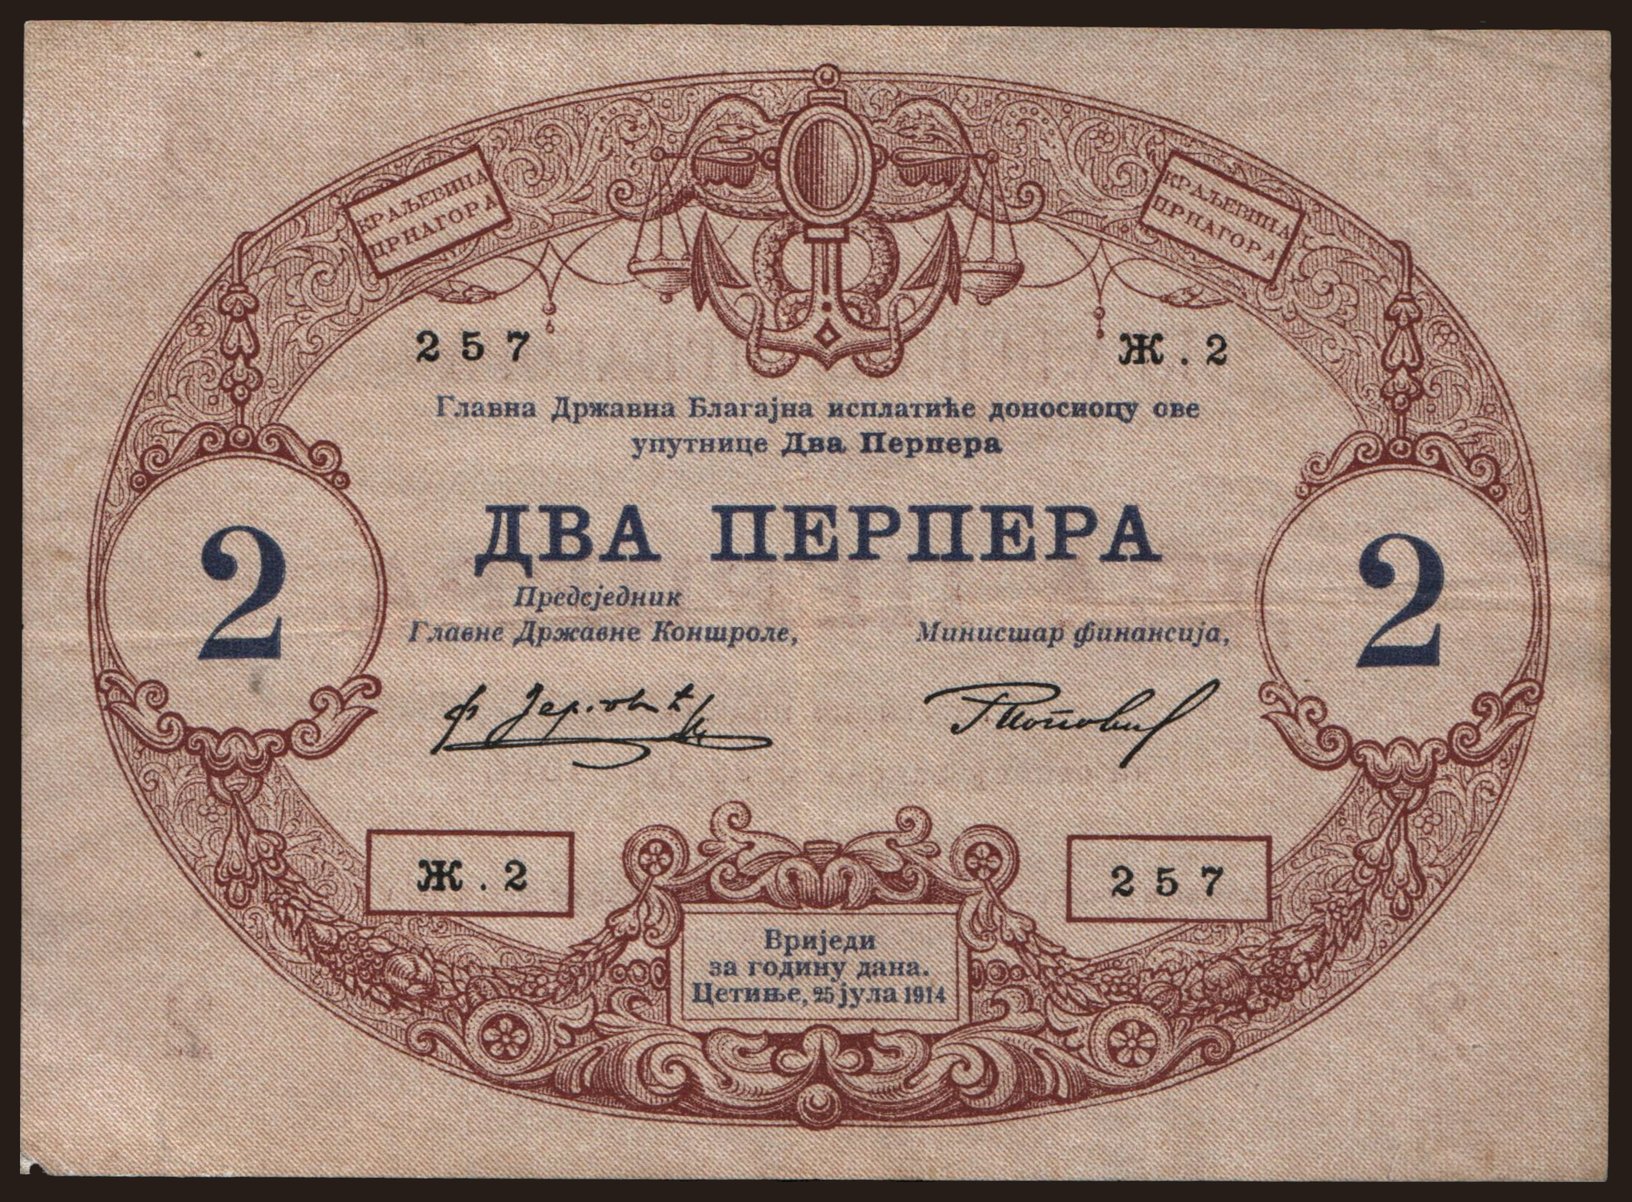 КРАЉЕВИНА
ЦРНАГОРА
КРАЉЕВИНА
ЦРНАГОРА
257
Ж.2
Главна Државна Благајна исплатиће доносиоцу ове
упутнице Два Перпера
ДВА ПЕРПЕРА
2
2
Предсједник
Главне Државне Контроле,
Министар финансија,
Ж.2
257
Вриједи
за годину дана.
Цетиње, 25 јула 1914